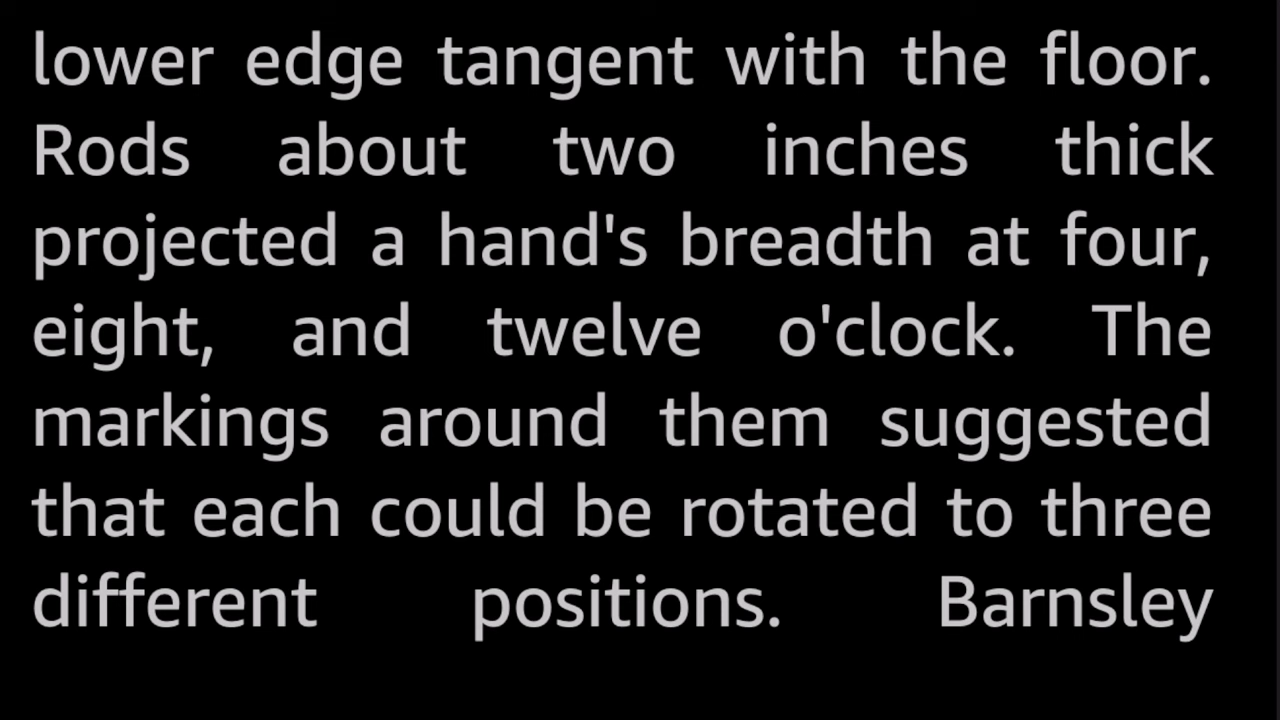 lower edge tangent with the floor.
Rods about two inches thick
projected a hand's breadth at four,
eight, and twelve o'clock. The
markings around them suggested
that each could be rotated to three
different positions. Barnsley